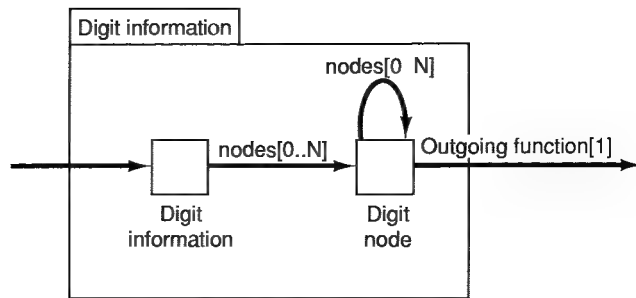 Digit information
nodes[0 N]
nodes[0..N]
Outgoing function[1]
Digit
information
Digit
node